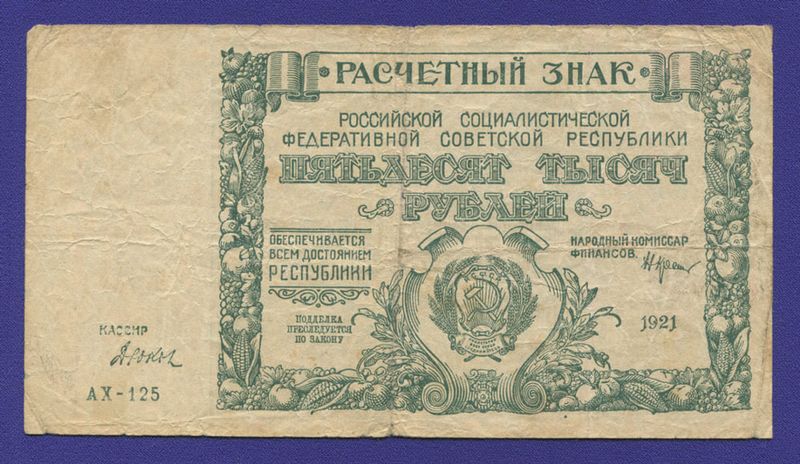 РАСЧЕТНЫЙ ЗНАК
РОССИЙСКОЙ СОЦИАЛИСТИЧЕСКОЙ
ФЕДЕРАТИВНОЙ СОВЕТСКОЙ РЕСПУБЛИКИ
ПЯТЬДЕСЯТ ТЫСЯЧ
РУБЛЕЙ
ОБЕСПЕЧИВАЕТСЯ
ВСЕМ ДОСТОЯНИЕМ
РЕСПУБЛИКИ
ПОДДЕЛКА
ПРЕСЛЕДУЕТСЯ
ПО ЗАКОНУ
НАРОДНЫЙ КОМИССАР
ФИНАНСОВ.
1921
КАССИР
АХ-125